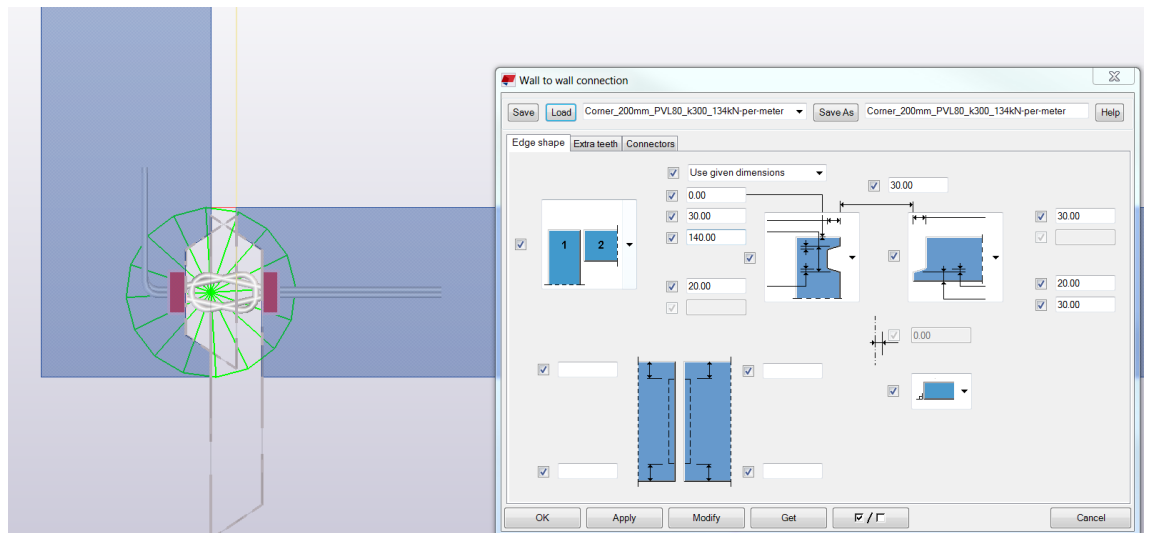 Wall to wall connection
Save Load Corner_200mm_PVL80_k300_134kN-per-meter Save As Corner_200mm_PVL80_k300_134kN-per-meter Help
Edge shape Extra teeth Connectors
Use given dimensions
30.00
0.00
30.00
30.00
140.00
1 2
20.00
20.00
30.00
0.00
OK Apply Modify Get / Cancel